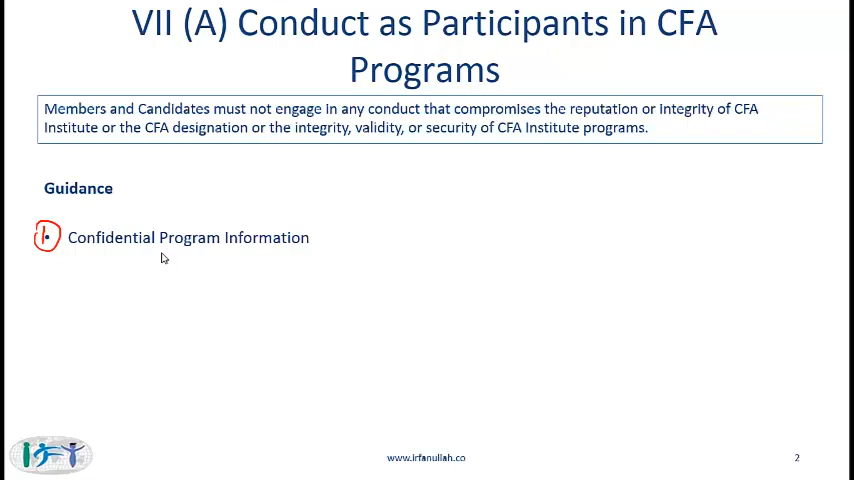 VII (A) Conduct as Participants in CFA
Programs
Members and Candidates must not engage in any conduct that compromises the reputation or integrity of CFA
Institute or the CFA designation or the integrity, validity, or security of CFA Institute programs.
Guidance
1 • Confidential Program Information
www.irfanullah.co
2